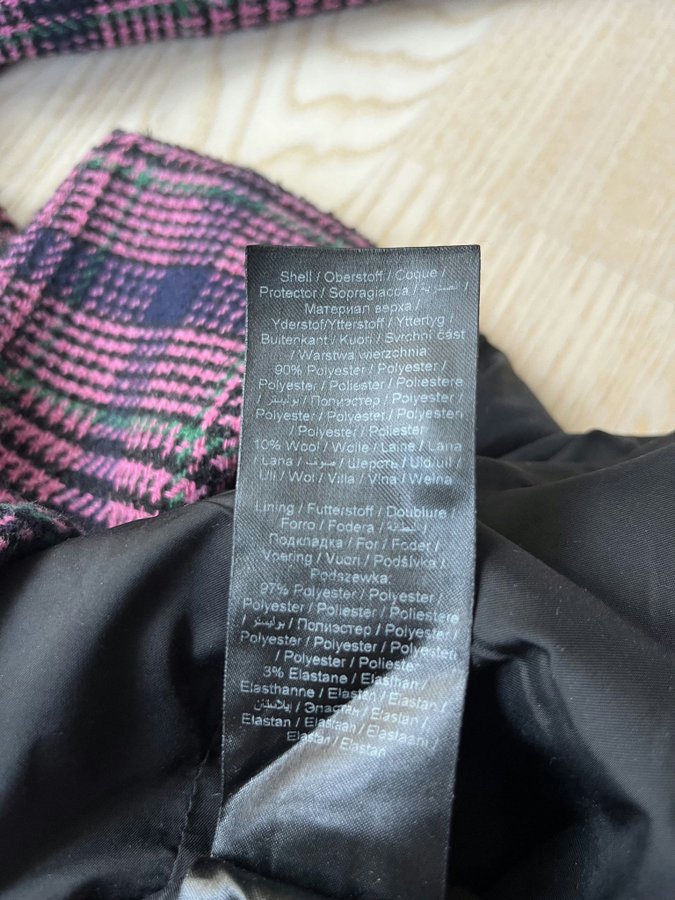 Shell / Oberstoff / Coque /
Protector / Sopragiacca / الصدرية /
Материал верха /
Yderstof/Ytterstoff / Yttertyg /
Buitenkant / Kuori / Svrchní část
/ Warstwa wierzchnia
90% Polyester / Polyester /
Polyester / Poliester / Poliestere
/ بوليستر / Полиэстер / Polyester /
Polyester / Polyester / Polyesteri
/ Polyester / Poliester
10% Wool / Wolle / Laine / Lana
/ Lana / صوف / Шерсть / Uld/ull /
Ull / Wol / Villa / Vlna / Wełna
Lining / Futterstoff / Doublure /
Forro / Fodera / البطانة /
Подкладка / For / Foder /
Voering / Vuori / Podšívka /
Podszewka
97% Polyester / Polyester /
Polyester / Poliester / Poliestere
/ بوليستر / Полиэстер / Polyester /
Polyester / Polyester / Polyesteri
/ Polyester / Poliester
3% Elastane / Elasthan /
Elasthanne / Elastan / Elastan /
إيلاستان / Эластан / Elastan /
Elastan / Elastaan / Elastaani /
Elastan / Elastan